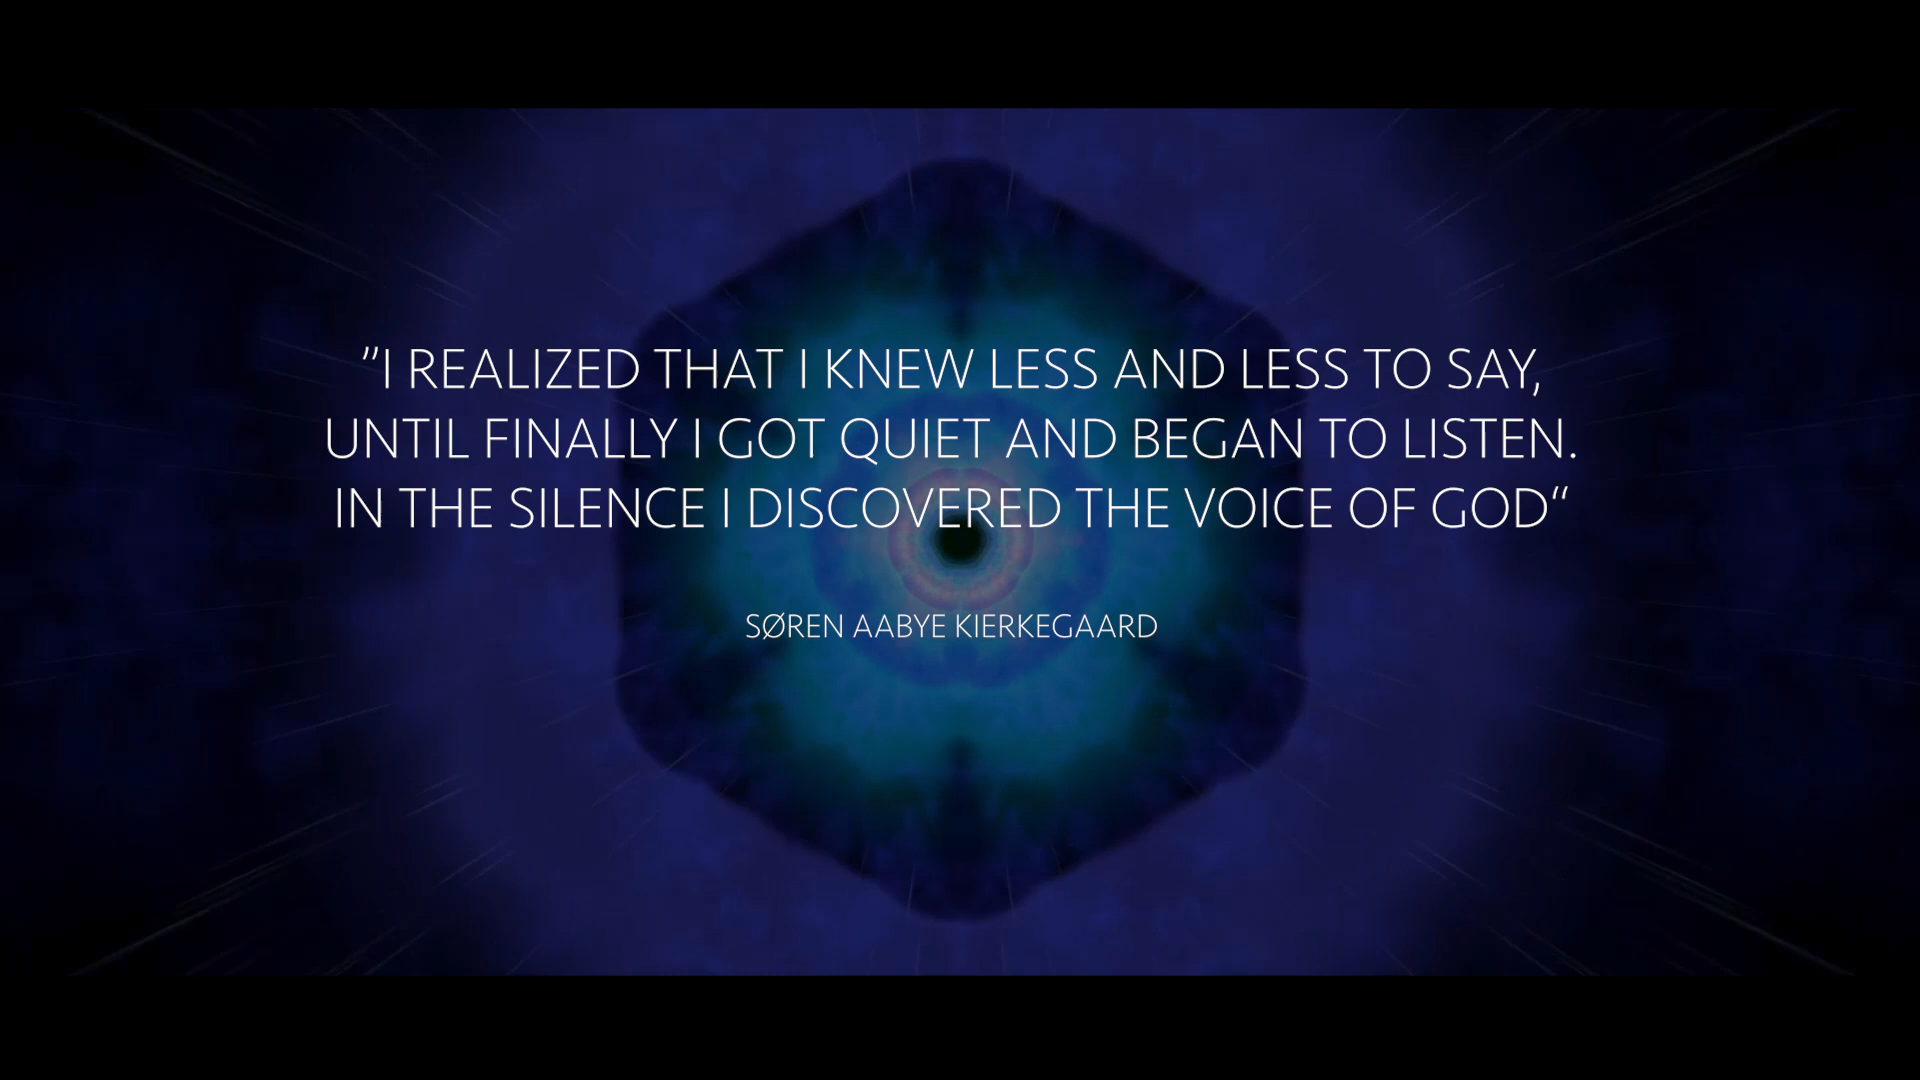 ”I REALIZED THAT I KNEW LESS AND LESS TO SAY,
UNTIL FINALLY I GOT QUIET AND BEGAN TO LISTEN.
IN THE SILENCE I DISCOVERED THE VOICE OF GOD“
SØREN AABYE KIERKEGAARD